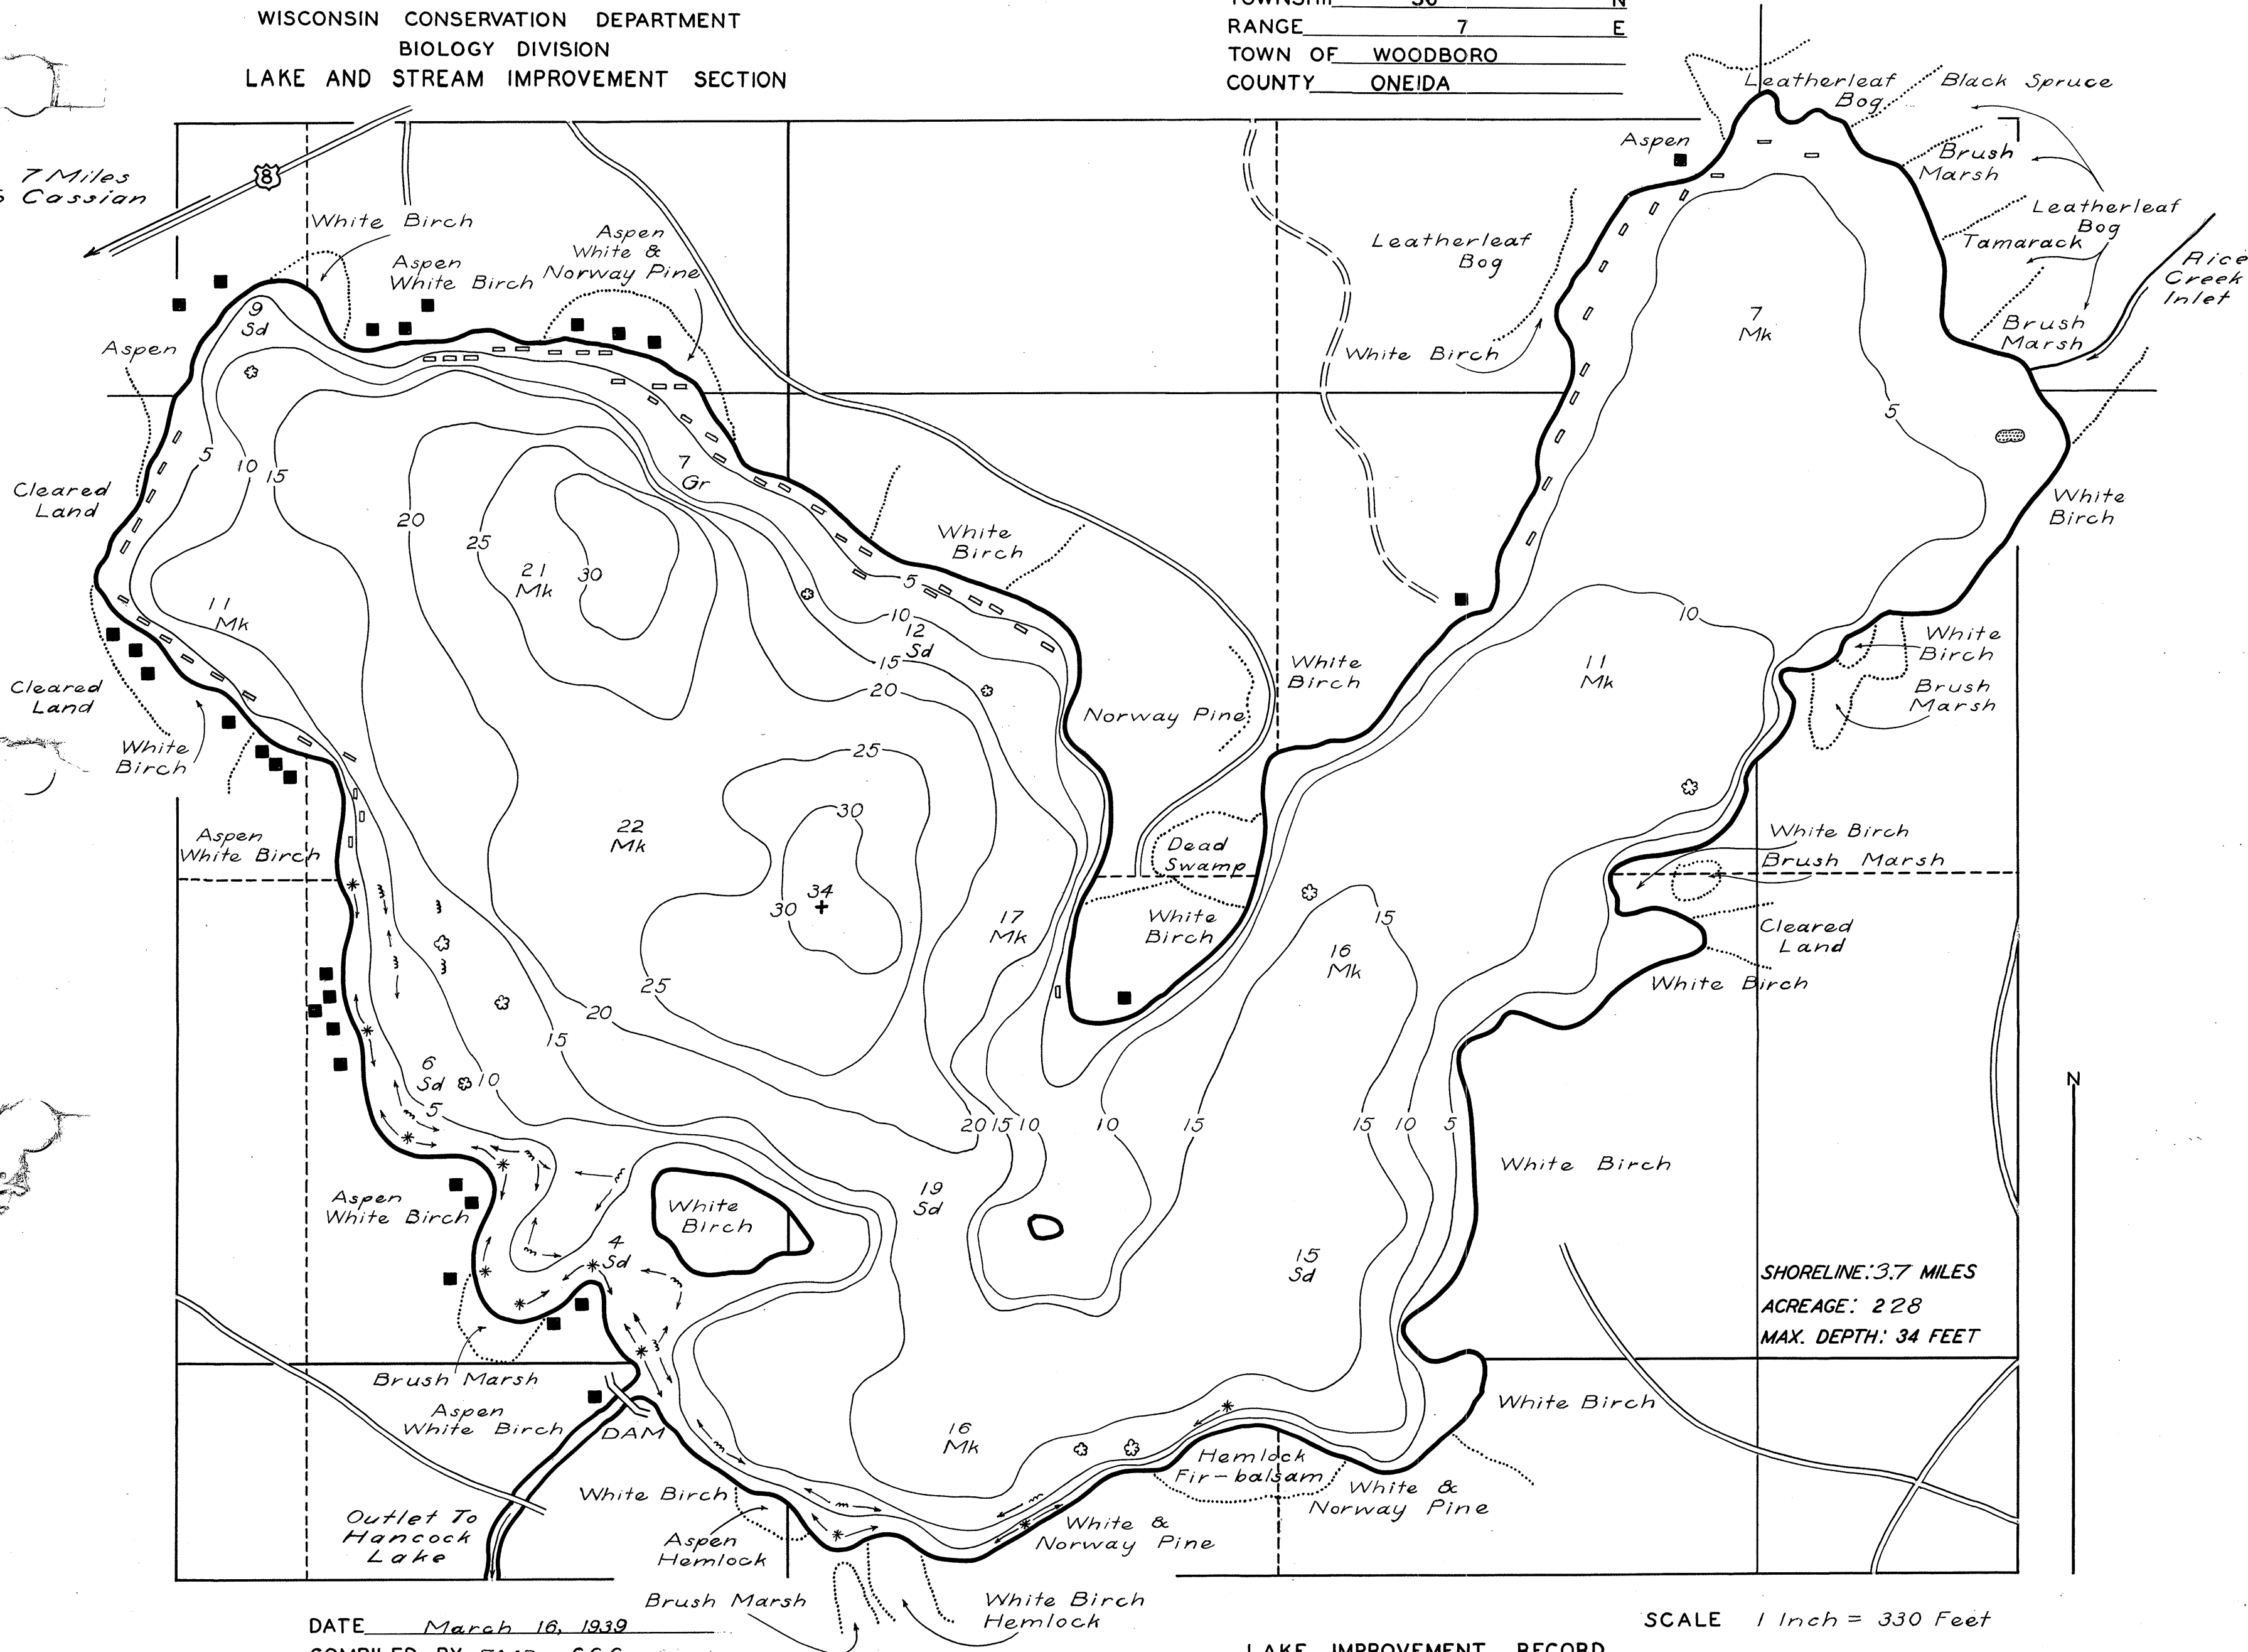 WISCONSIN CONSERVATION DEPARTMENT
BIOLOGY DIVISION
LAKE AND STREAM IMPROVEMENT SECTION
RANGE 7 E
TOWN OF WOODBORO
COUNTY ONEIDA
7 Miles
Cassian
8
White Birch
Aspen
White Birch
Aspen
White &
Norway Pine
Aspen
Leatherleaf
Bog
Black Spruce
Brush
Marsh
Leatherleaf
Bog
Tamarack
Rice
Creek
Inlet
Brush
Marsh
Leatherleaf
Bog
White Birch
7
Mk
5
9
Sd
Aspen
5
10
15
Cleared
Land
20
25
21
Mk
30
7
Gr
White
Birch
White
Birch
11
Mk
5
10
12
Sd
15
20
10
11
Mk
White
Birch
Brush
Marsh
White
Birch
Norway Pine
Cleared
Land
White
Birch
25
30
22
Mk
34
30
Aspen
White Birch
Dead
Swamp
White Birch
Brush Marsh
17
Mk
White
Birch
15
16
Mk
Cleared
Land
White Birch
25
20
15
6
Sd
10
5
20
15
10
10
15
15
10
5
N
White Birch
Aspen
White Birch
White
Birch
19
Sd
4
Sd
15
Sd
SHORELINE: 3.7 MILES
ACREAGE: 228
MAX. DEPTH: 34 FEET
Brush Marsh
Aspen
White Birch
DAM
16
Mk
White Birch
Hemlock
Fir-balsam
White &
Norway Pine
White Birch
Outlet To
Hancock
Lake
Aspen
Hemlock
White &
Norway Pine
Brush Marsh
White Birch
Hemlock
DATE March 16, 1939
SCALE 1 Inch = 330 Feet
LAKE IMPROVEMENT RECORD